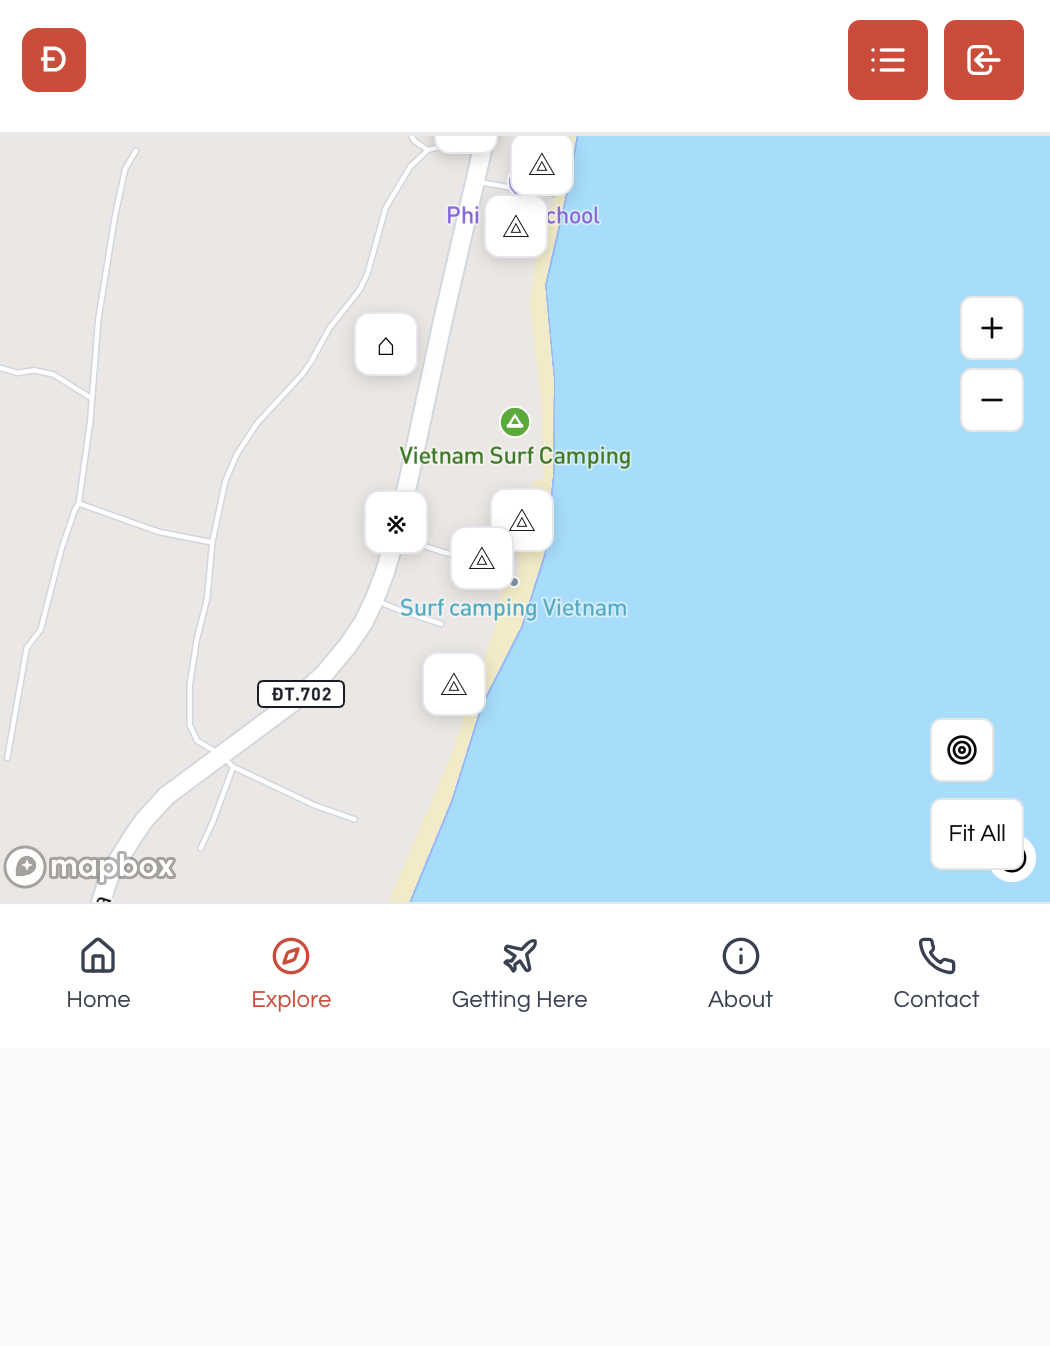 Đ
Phi chool
Vietnam Surf Camping
Surf camping Vietnam
ĐT.702
Fit All
mapbox
Home
Explore
Getting Here
About
Contact